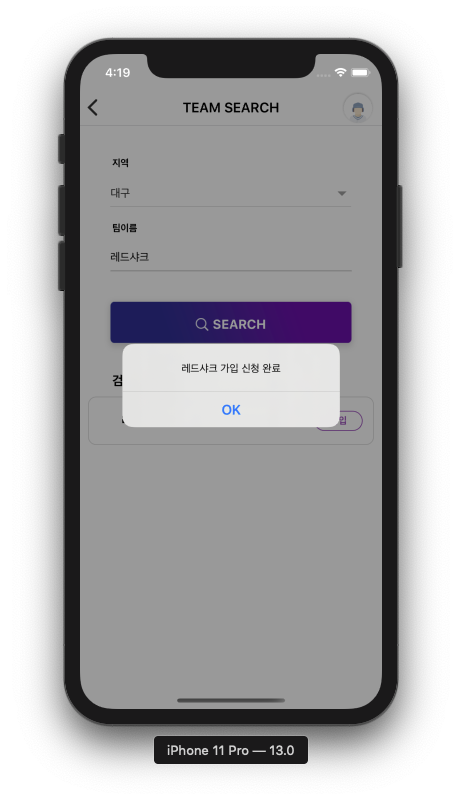 4:19
TEAM SEARCH
지역
대구
팀이름
레드샤크
SEARCH
레드샤크 가입 신청 완료
OK
검
입
iPhone 11 Pro — 13.0